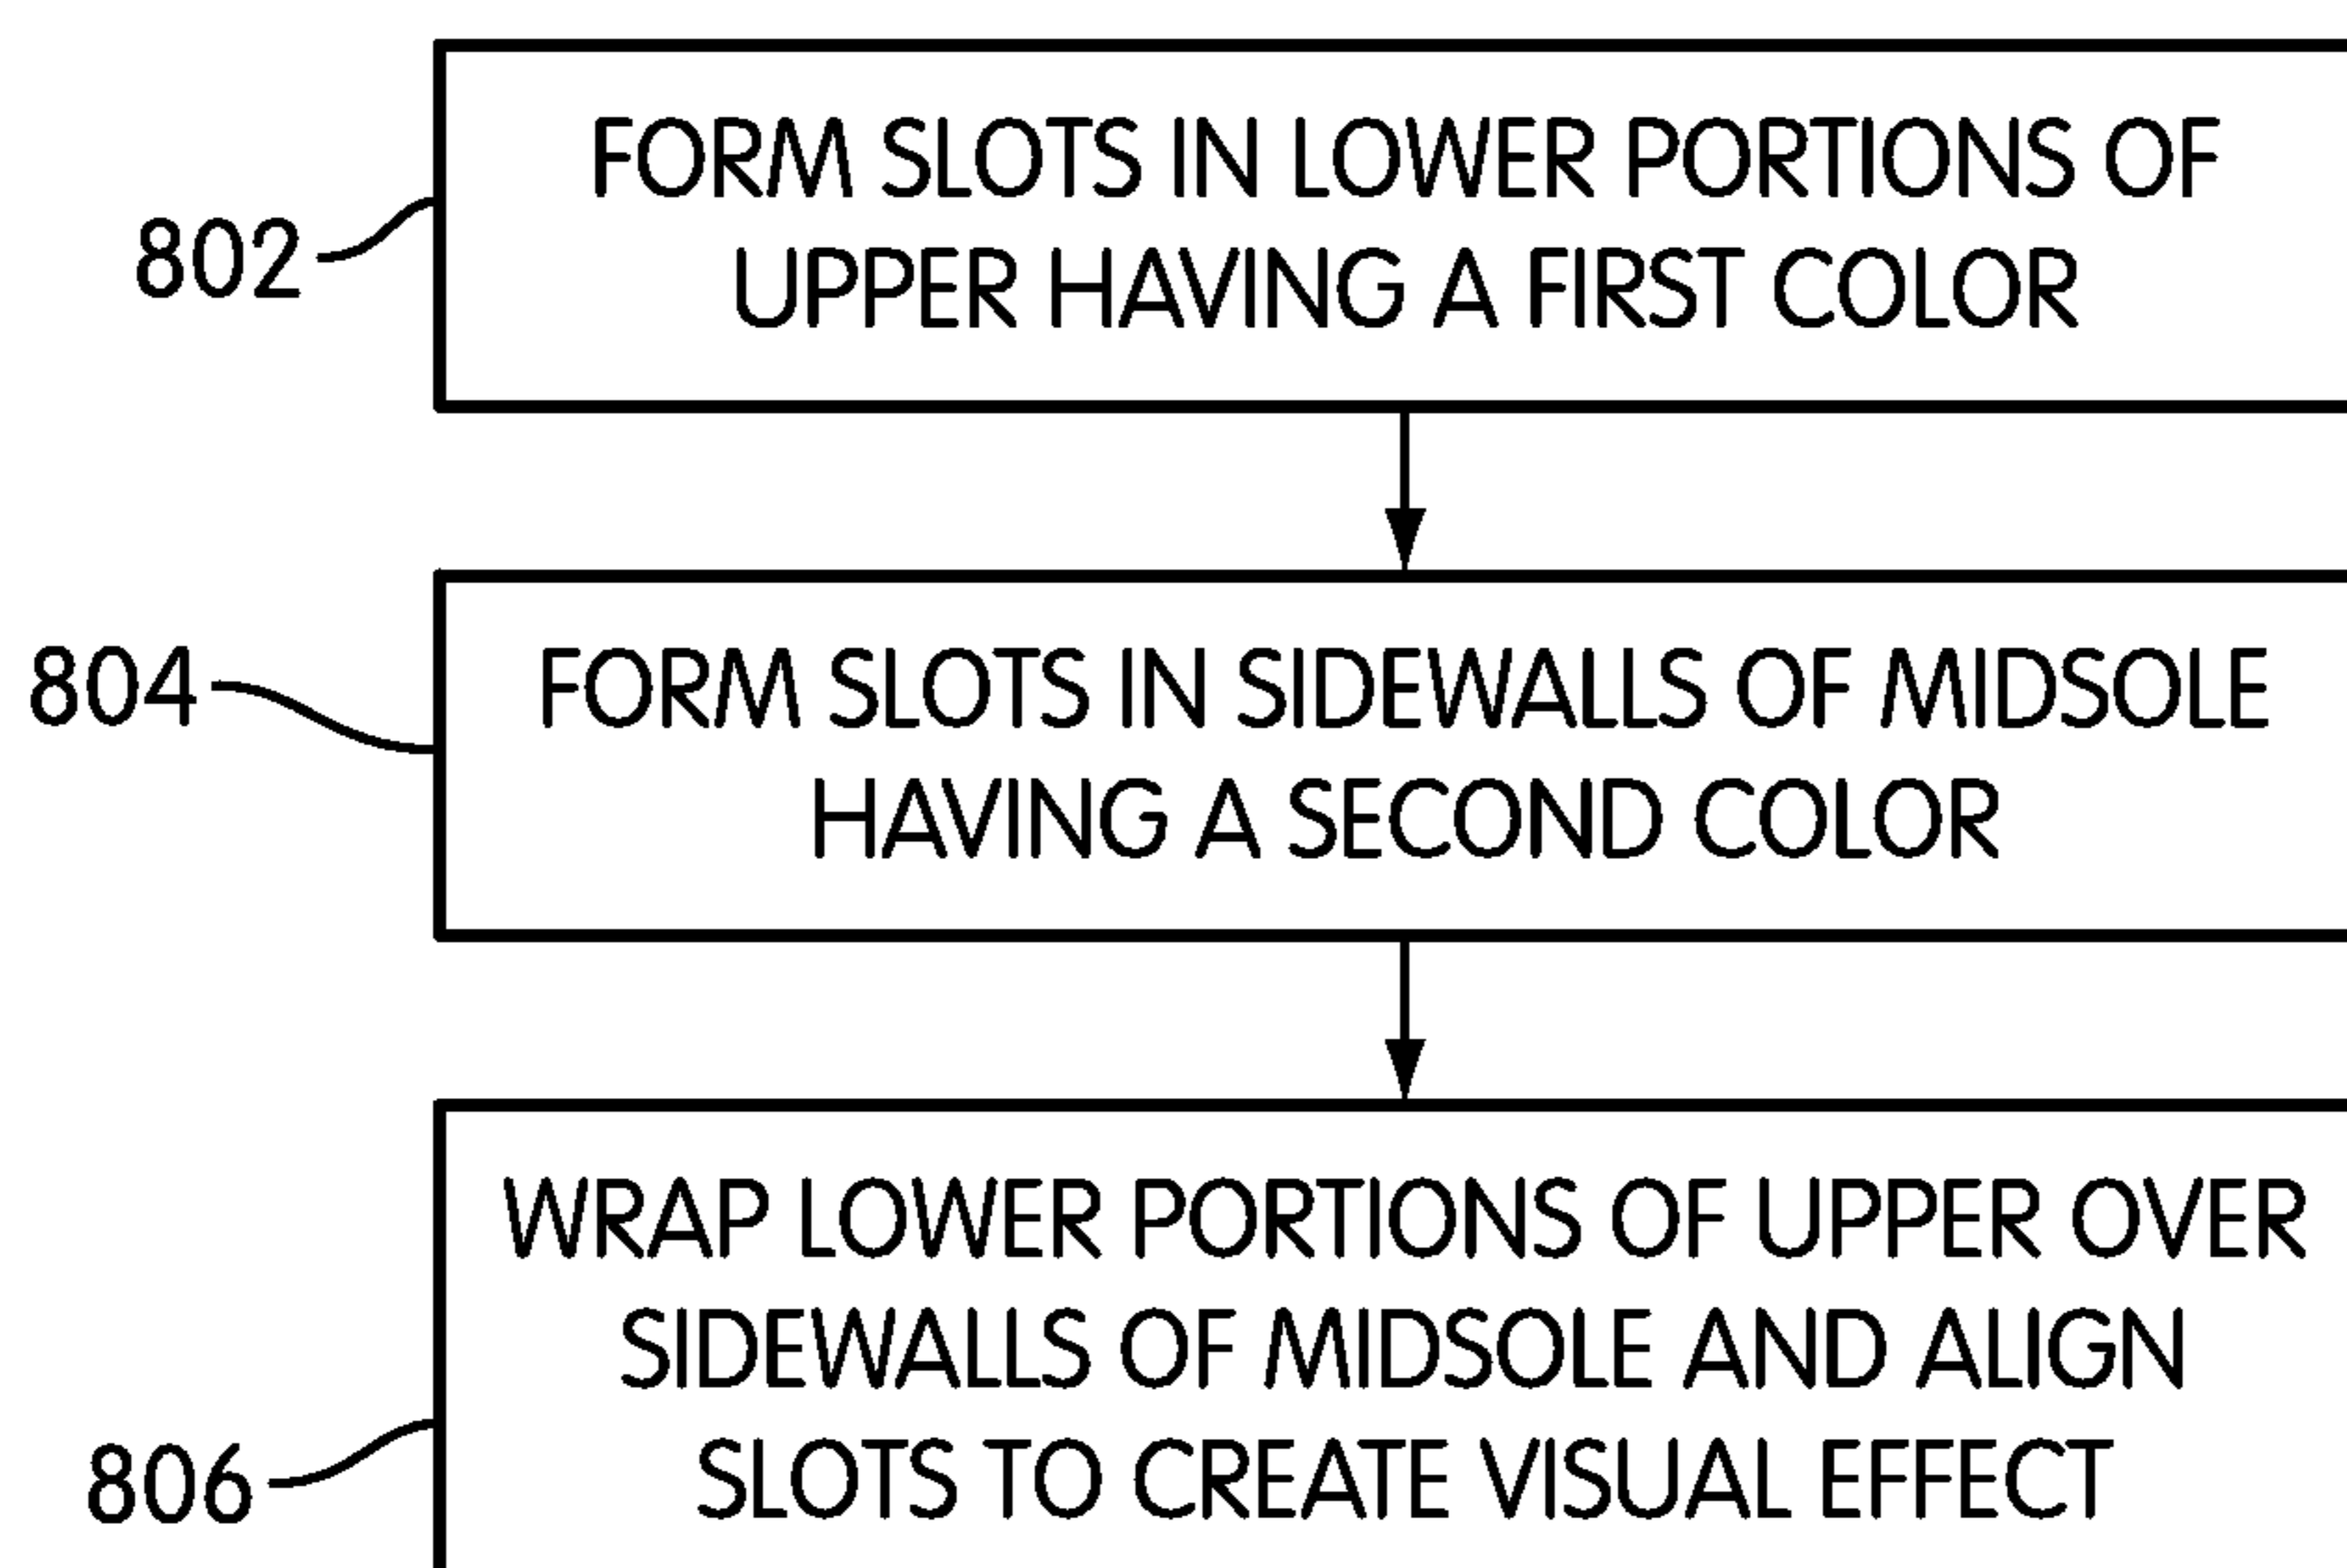 FORM SLOTS IN LOWER PORTIONS OF
UPPER HAVING A FIRST COLOR
802
FORM SLOTS IN SIDEWALLS OF MIDSOLE
HAVING A SECOND COLOR
804
WRAP LOWER PORTIONS OF UPPER OVER
SIDEWALLS OF MIDSOLE AND ALIGN
SLOTS TO CREATE VISUAL EFFECT
806